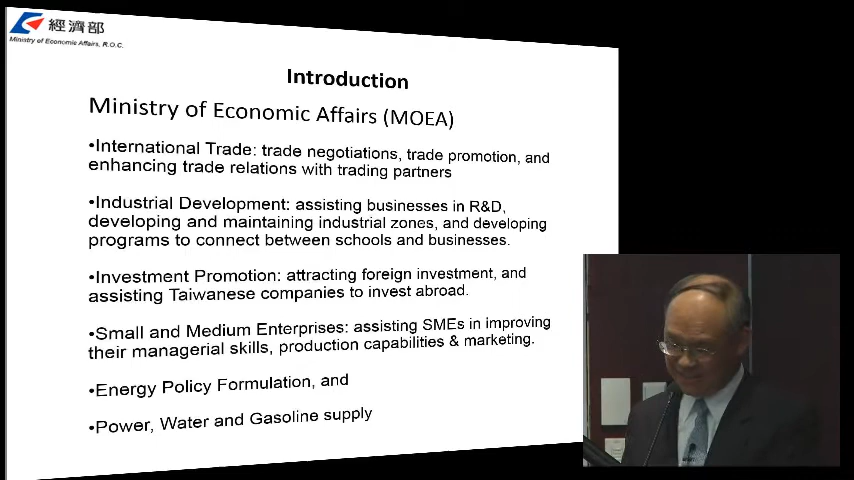 經濟部
Ministry of Economic Affairs, R.O.C.
Introduction
Ministry of Economic Affairs (MOEA)
•International Trade: trade negotiations, trade promotion, and
enhancing trade relations with trading partners
•Industrial Development: assisting businesses in R&D,
developing and maintaining industrial zones, and developing
programs to connect between schools and businesses.
•Investment Promotion: attracting foreign investment, and
assisting Taiwanese companies to invest abroad.
•Small and Medium Enterprises: assisting SMEs in improving
their managerial skills, production capabilities & marketing.
•Energy Policy Formulation, and
•Power, Water and Gasoline supply